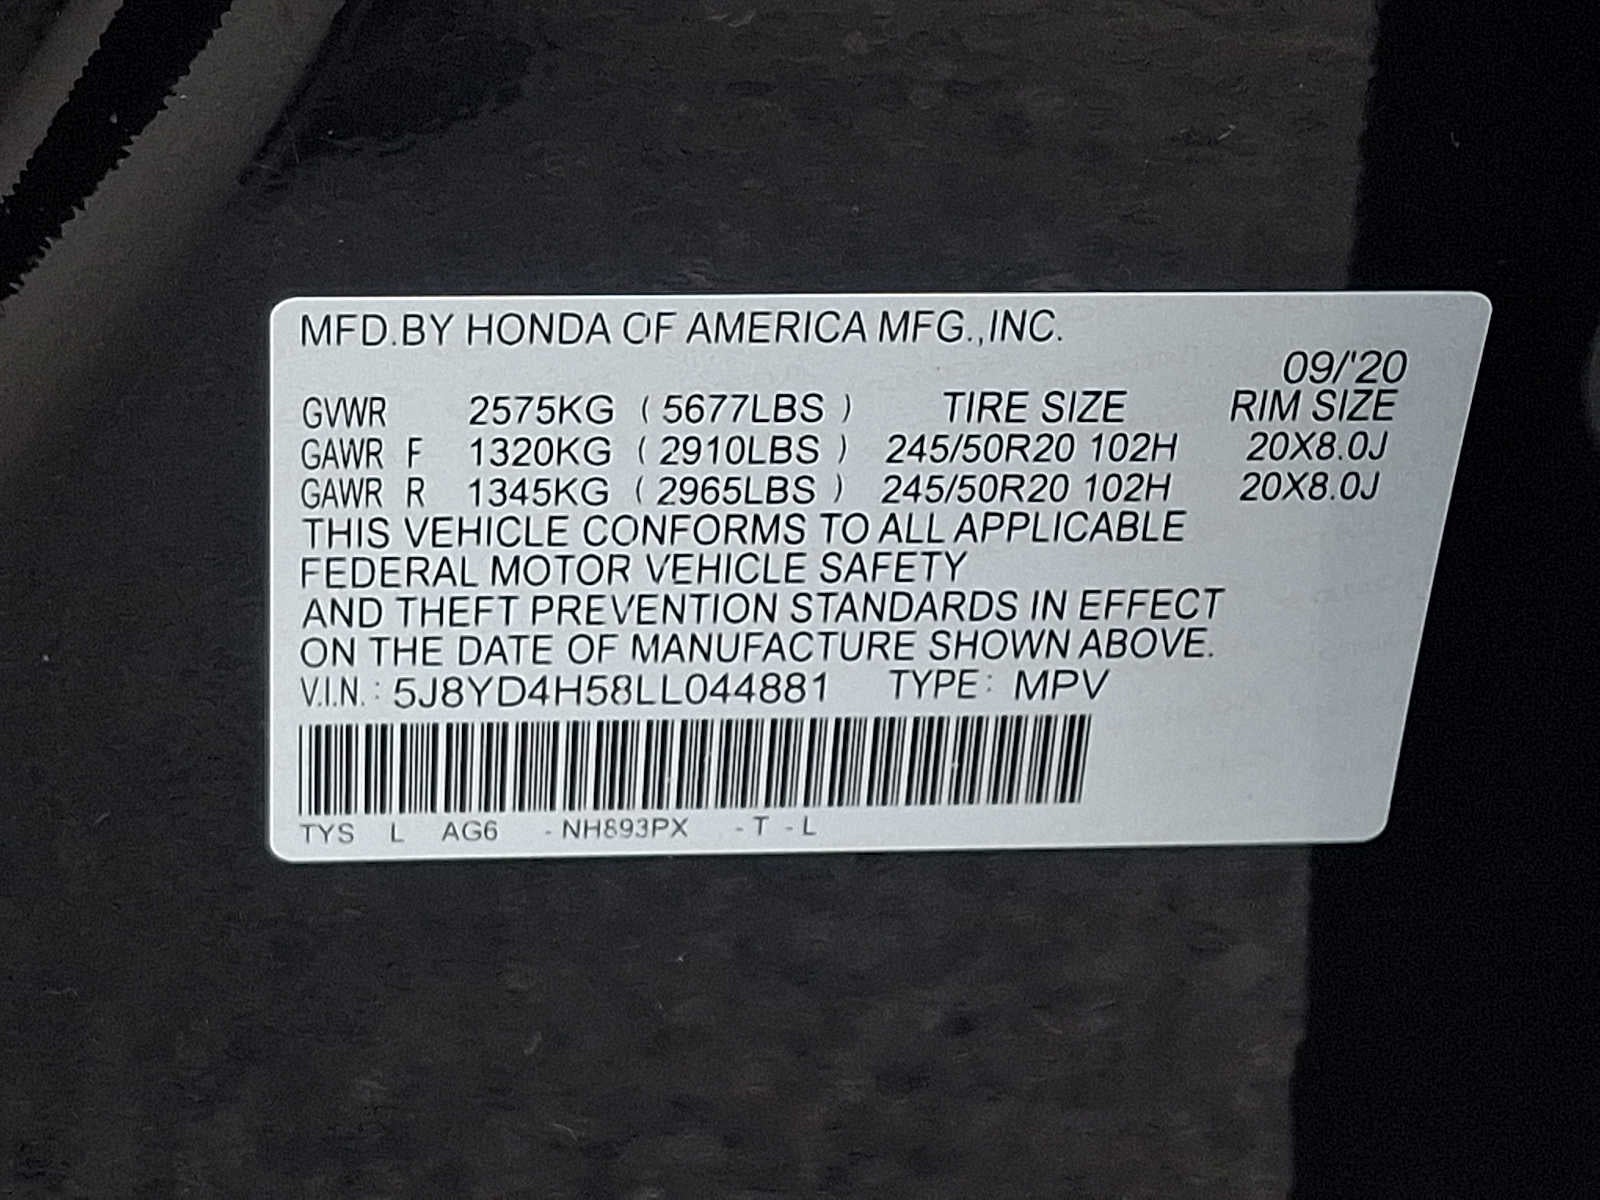 MFD.BY HONDA OF AMERICA MFG.,INC.
09/'20
GVWR 2575KG ( 5677LBS ) TIRE SIZE RIM SIZE
GAWR F 1320KG ( 2910LBS ) 245/50R20 102H 20X8.0J
GAWR R 1345KG ( 2965LBS ) 245/50R20 102H 20X8.0J
THIS VEHICLE CONFORMS TO ALL APPLICABLE
FEDERAL MOTOR VEHICLE SAFETY
AND THEFT PREVENTION STANDARDS IN EFFECT
ON THE DATE OF MANUFACTURE SHOWN ABOVE.
V.I.N. : 5J8YD4H58LL044881 TYPE : MPV
TYS L AG6 - NH893PX - T - L